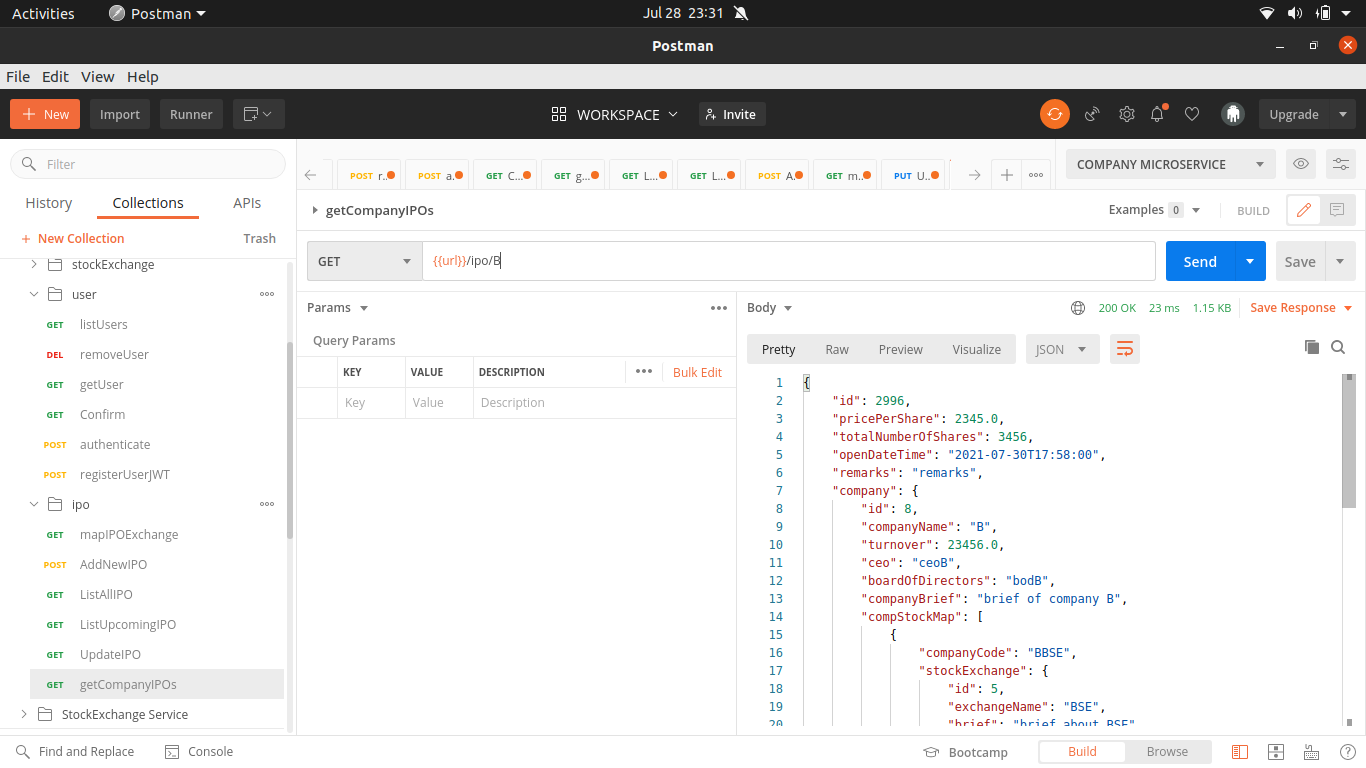 Activities Postman Jul 28 23:31
Postman
File Edit View Help
+ New Import Runner WORKSPACE Invite Upgrade
Filter
History Collections APIs
+ New Collection Trash
stockExchange
user
GET listUsers
DEL removeUser
GET getUser
GET Confirm
POST authenticate
POST registerUserJWT
ipo
GET mapIPOExchange
POST AddNewIPO
GET ListAllIPO
GET ListUpcomingIPO
GET UpdateIPO
GET getCompanyIPOs
StockExchange Service
POST r.. POST a. GET C... GET g... GET L... GET L... POST A. GET m.. PUT U..
COMPANY MICROSERVICE
getCompanyIPOs Examples 0 BUILD
GET {{url}}/ipo/B Send Save
Params
Query Params
KEY VALUE DESCRIPTION Bulk Edit
Key Value Description
Body 200 OK 23 ms 1.15 KB Save Response
Pretty Raw Preview Visualize JSON
1 {
2 "id": 2996,
3 "pricePerShare": 2345.0,
4 "totalNumberOfShares": 3456,
5 "openDateTime": "2021-07-30T17:58:00",
6 "remarks": "remarks",
7 "company": {
8 "id": 8,
9 "companyName": "B",
10 "turnover": 23456.0,
11 "ceo": "ceoB",
12 "boardOfDirectors": "bodB",
13 "companyBrief": "brief of company B",
14 "compStockMap": [
15 {
16 "companyCode": "BBSE",
17 "stockExchange": {
18 "id": 5,
19 "exchangeName": "BSE",
20 "brief": "brief about BSE"
Find and Replace Console Bootcamp Build Browse